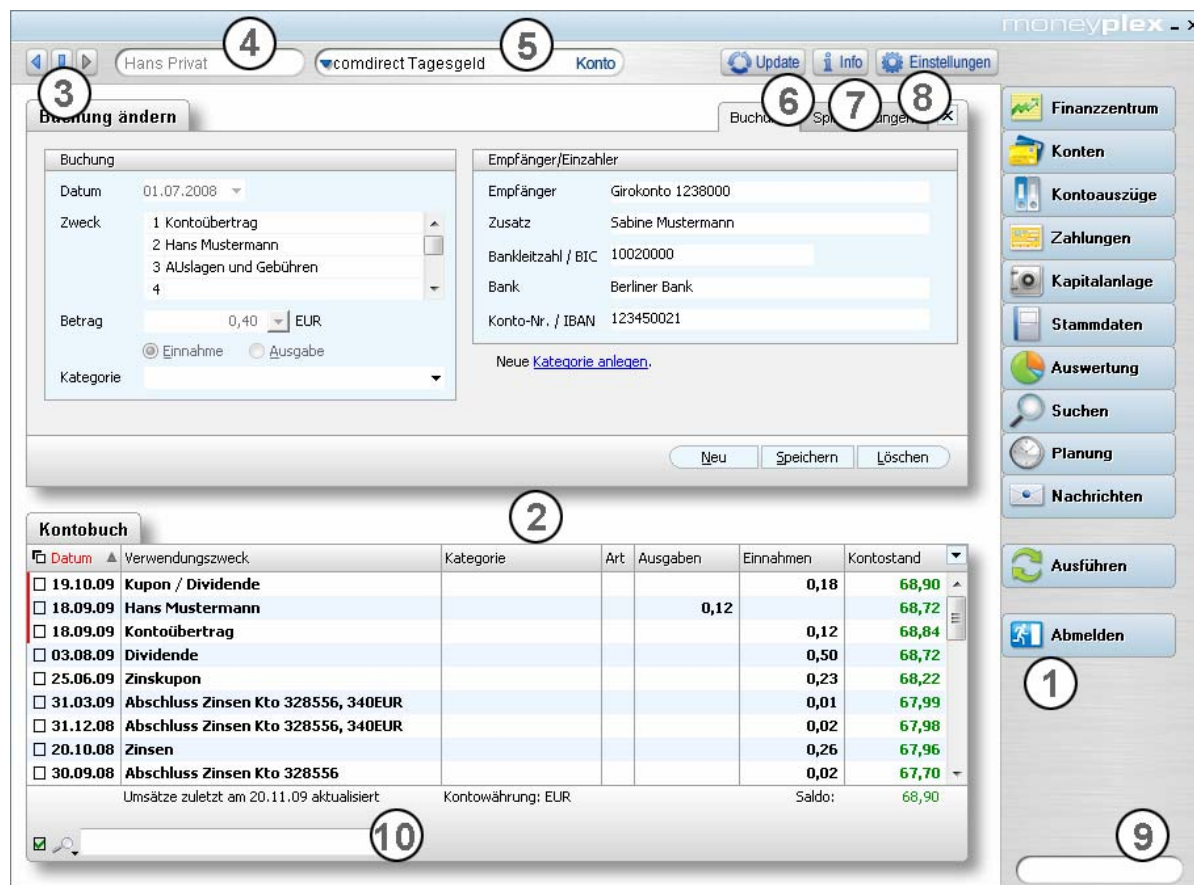 moneyplex
4
5
Hans Privat
comdirect Tagesgeld Konto
Update Info Einstellungen
3
6
7
8
Buchung ändern
Buchu
Buchung
Datum 01.07.2008
Zweck 1 Kontoübertrag
2 Hans Mustermann
3 AUslagen und Gebühren
4
Betrag 0,40 EUR
Einnahme Ausgabe
Kategorie
Empfänger/Einzahler
Empfänger Girokonto 1238000
Zusatz Sabine Mustermann
Bankleitzahl / BIC 10020000
Bank Berliner Bank
Konto-Nr. / IBAN 123450021
Neue Kategorie anlegen.
Neu Speichern Löschen
2
Kontobuch
Datum Verwendungszweck Kategorie Art Ausgaben Einnahmen Kontostand
19.10.09 Kupon / Dividende 0,18 68,90
18.09.09 Hans Mustermann 0,12 68,72
18.09.09 Kontoübertrag 0,12 68,84
03.08.09 Dividende 0,50 68,72
25.06.09 Zinskupon 0,23 68,22
31.03.09 Abschluss Zinsen Kto 328556, 340EUR 0,01 67,99
31.12.08 Abschluss Zinsen Kto 328556, 340EUR 0,02 67,98
20.10.08 Zinsen 0,26 67,96
30.09.08 Abschluss Zinsen Kto 328556 0,02 67,70
Umsätze zuletzt am 20.11.09 aktualisiert Kontowährung: EUR Saldo: 68,90
10
Finanzzentrum
Konten
Kontoauszüge
Zahlungen
Kapitalanlage
Stammdaten
Auswertung
Suchen
Planung
Nachrichten
Ausführen
Abmelden
1
9